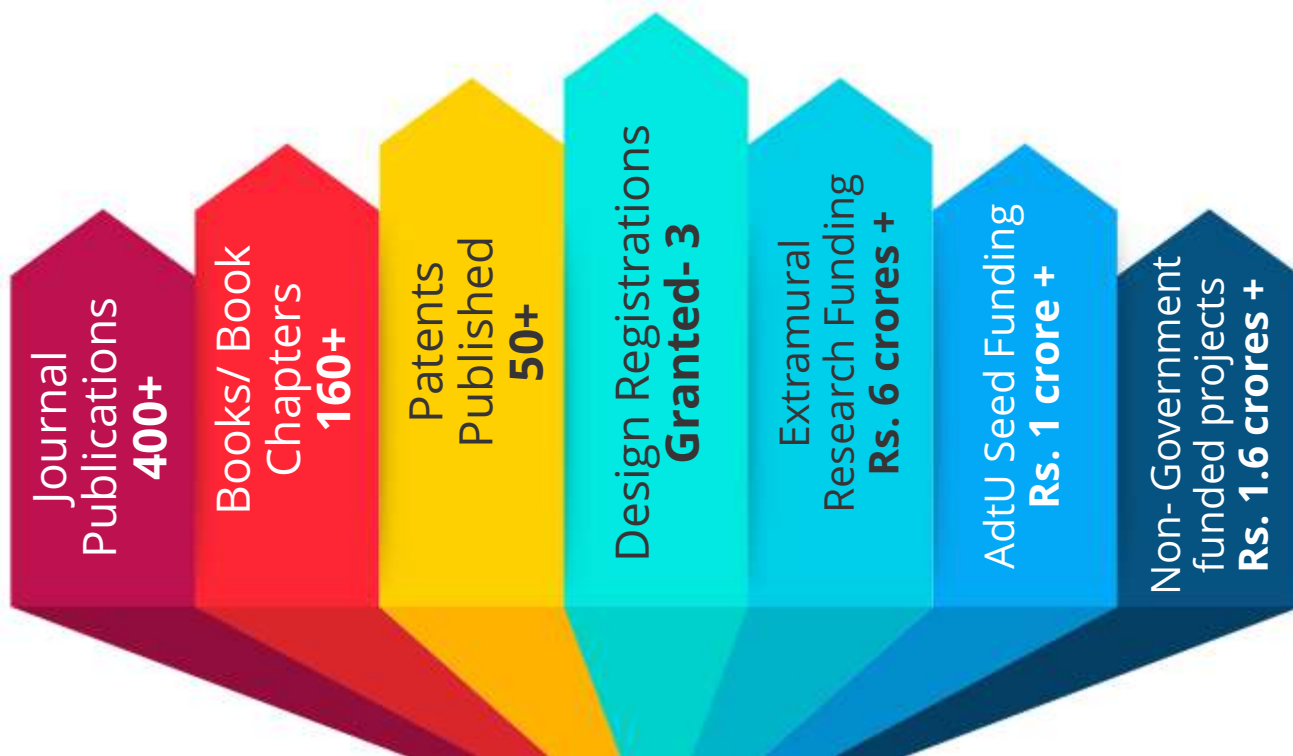 Journal
Publications
400+
Books/ Book
Chapters
160+
Patents
Published
50+
Design Registrations
Granted- 3
Extramural
Research Funding
Rs. 6 crores +
AdtU Seed Funding
Rs. 1 crore +
Non- Government
funded projects
Rs. 1.6 crores +